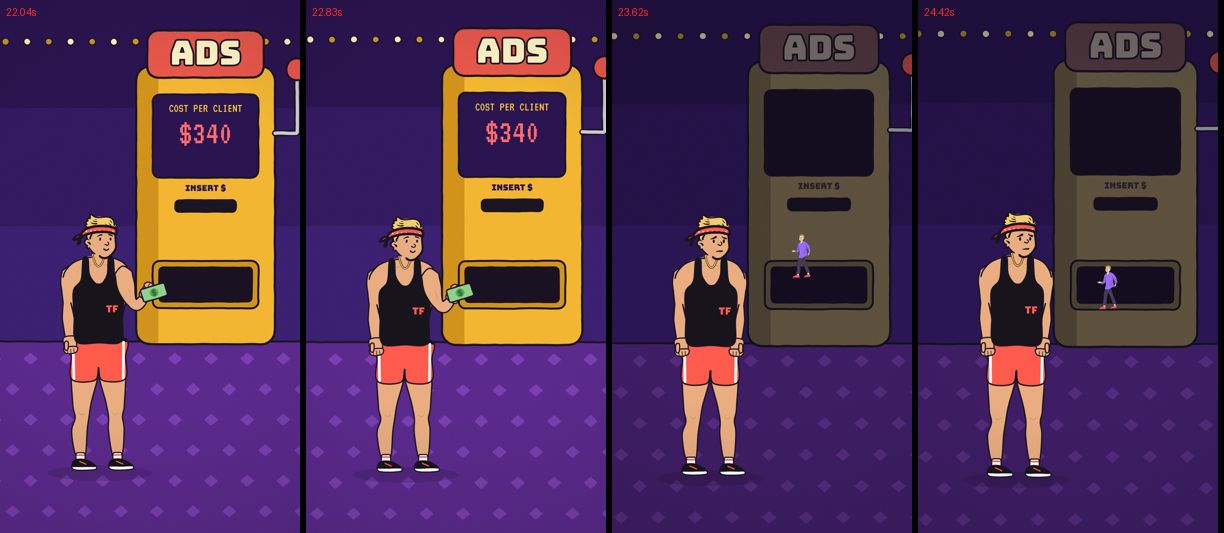 22.04s
ADS
COST PER CLIENT
$340
INSERT $
TF
22.83s
ADS
COST PER CLIENT
$340
INSERT $
TF
23.62s
ADS
INSERT $
TF
24.42s
ADS
INSERT $
TF